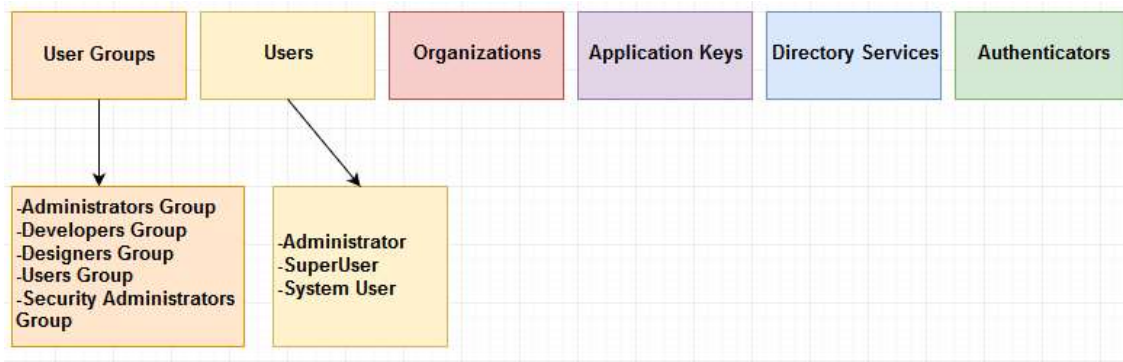 User Groups
Users
Organizations
Application Keys
Directory Services
Authenticators
-Administrators Group
-Developers Group
-Designers Group
-Users Group
-Security Administrators
Group
-Administrator
-SuperUser
-System User